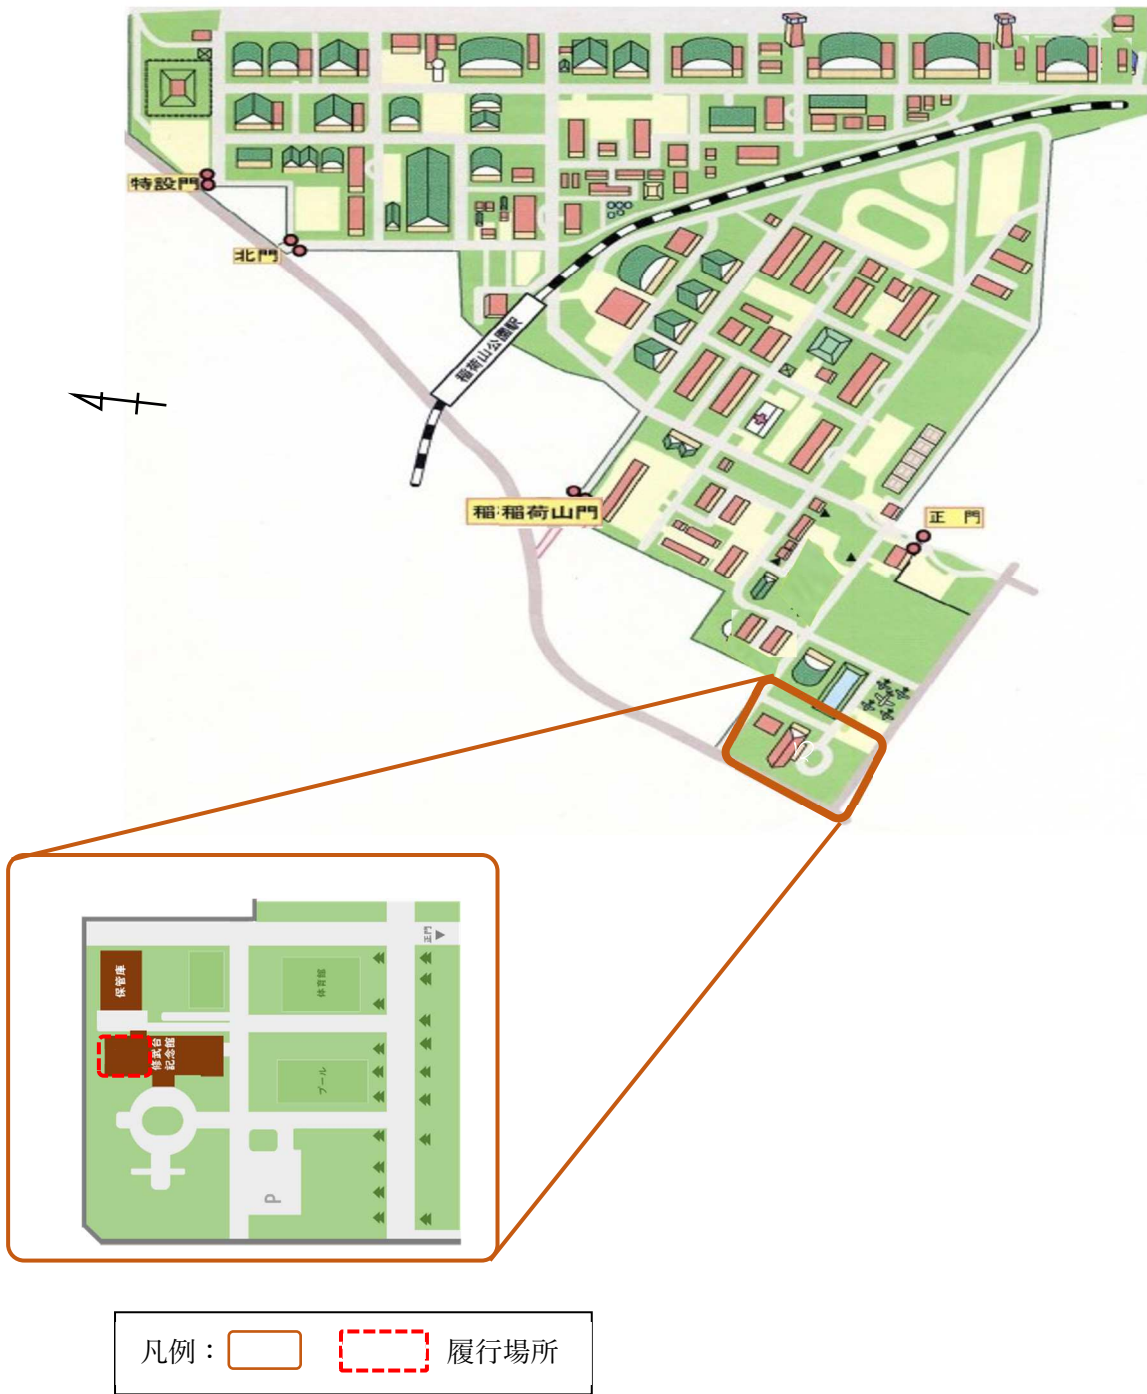 特設門
北門
稲荷山公園駅
稲稲荷山門
正 門
正門
保管庫
体育館
修武台
記念館
プール
P
凡例：
履行場所